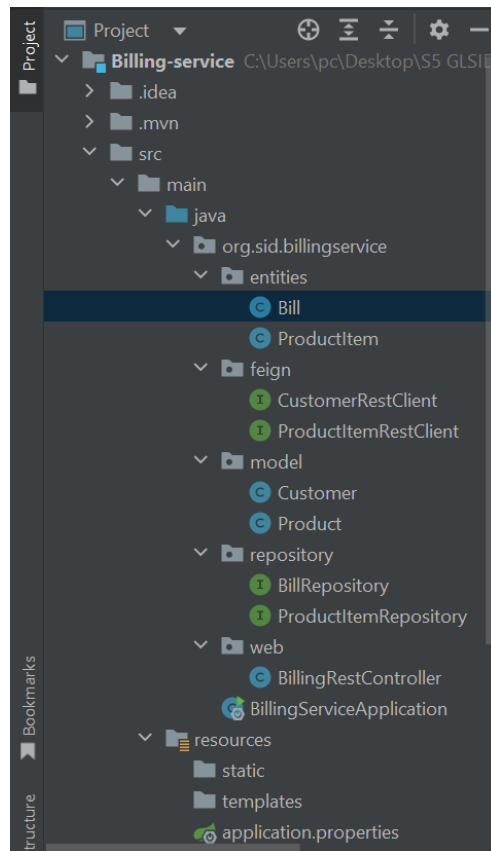 Project
Project
Billing-service C:\Users\pc\Desktop\S5 GLSID
.idea
.mvn
src
main
java
org.sid.billingservice
entities
C Bill
C ProductItem
feign
I CustomerRestClient
I ProductItemRestClient
model
C Customer
C Product
repository
I BillRepository
I ProductItemRepository
web
C BillingRestController
BillingServiceApplication
resources
static
templates
application.properties
Bookmarks
tructure